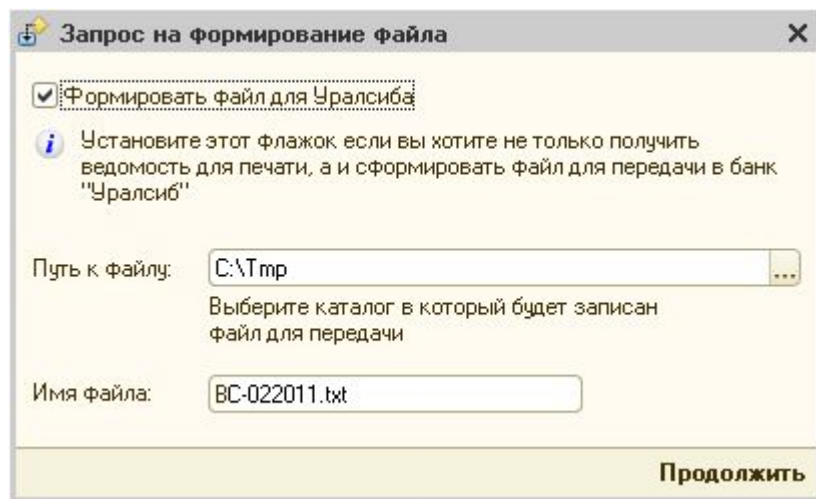 Запрос на формирование файла
Формировать файл для Уралсиба
Установите этот флажок если вы хотите не только получить
ведомость для печати, а и сформировать файл для передачи в банк
"Уралсиб"
Путь к файлу: C:\Tmp ...
Выберите каталог в который будет записан
файл для передачи
Имя файла: BC-022011.txt
Продолжить